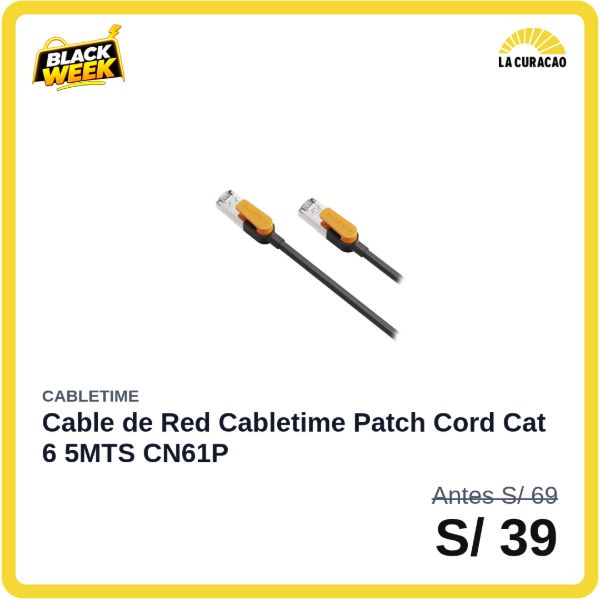 BLACK
WEEK
LA CURACAO
CABLETIME
Cable de Red Cabletime Patch Cord Cat
6 5MTS CN61P
Antes S/ 69
S/ 39